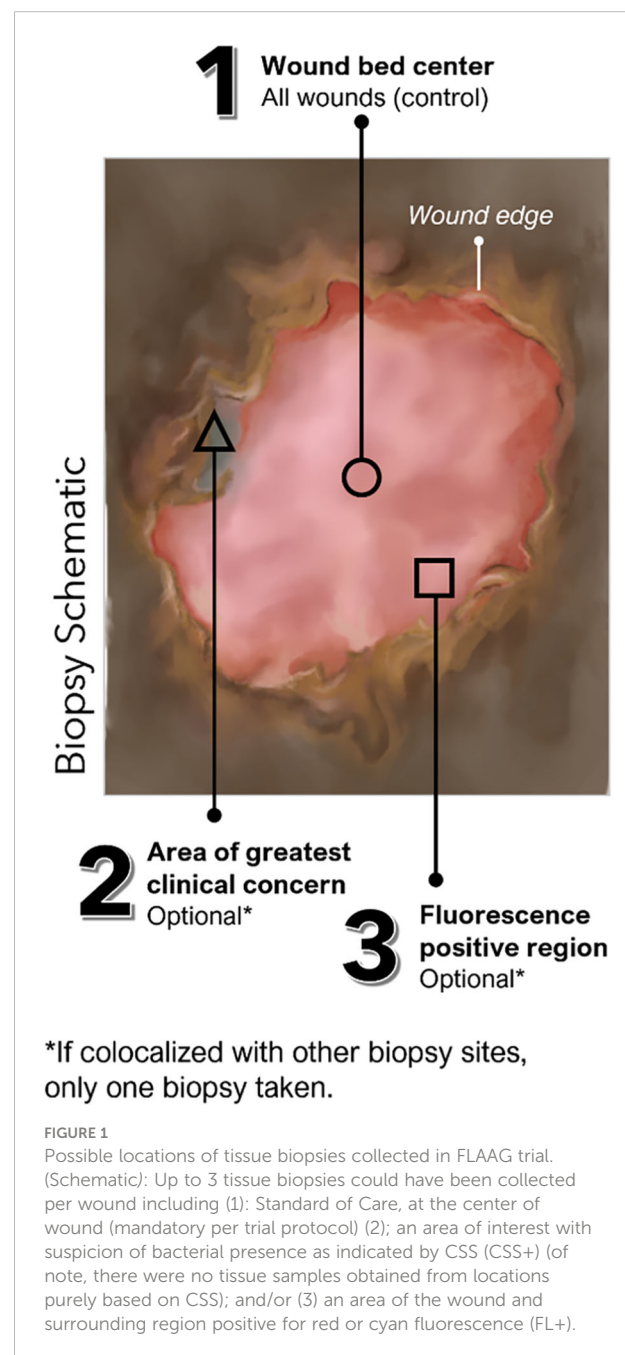 1
Wound bed center
All wounds (control)
Wound edge
Biopsy Schematic
2
Area of greatest
clinical concern
Optional*
3
Fluorescence
positive region
Optional*
*If colocalized with other biopsy sites,
only one biopsy taken.
FIGURE 1
Possible locations of tissue biopsies collected in FLAAG trial.
(Schematic): Up to 3 tissue biopsies could have been collected
per wound including (1): Standard of Care, at the center of
wound (mandatory per trial protocol) (2); an area of interest with
suspicion of bacterial presence as indicated by CSS (CSS+) (of
note, there were no tissue samples obtained from locations
purely based on CSS); and/or (3) an area of the wound and
surrounding region positive for red or cyan fluorescence (FL+).